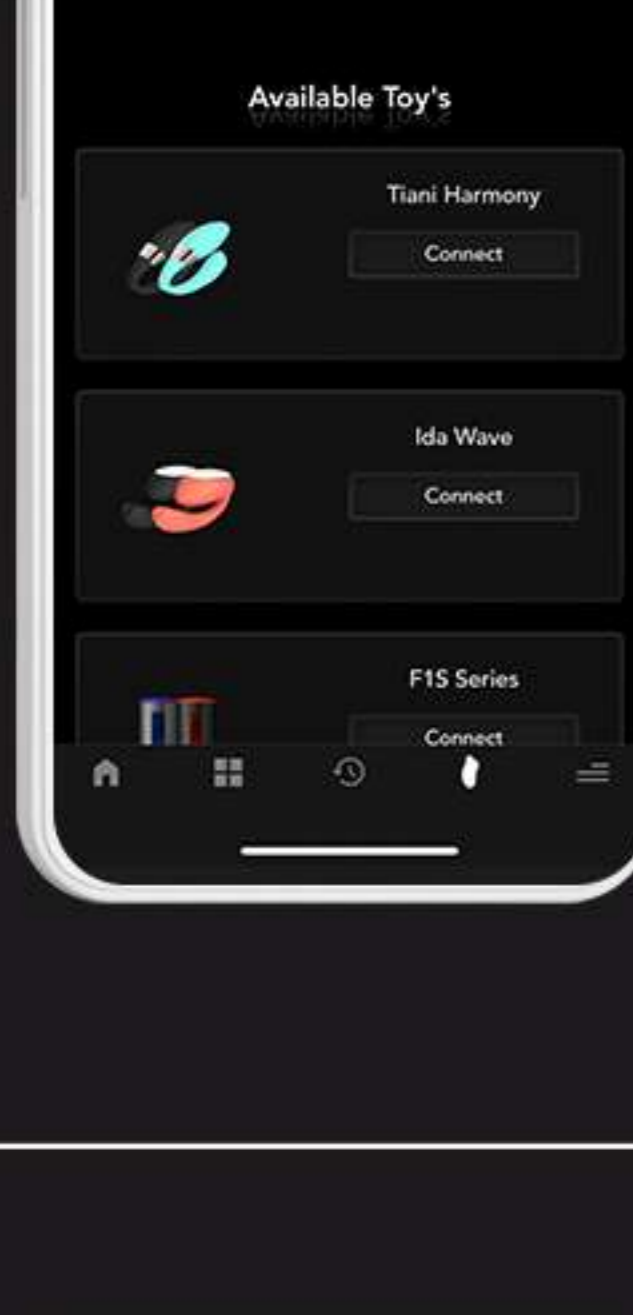 Available Toy's
Tiani Harmony
Connect
Ida Wave
Connect
F1S Series
Connect